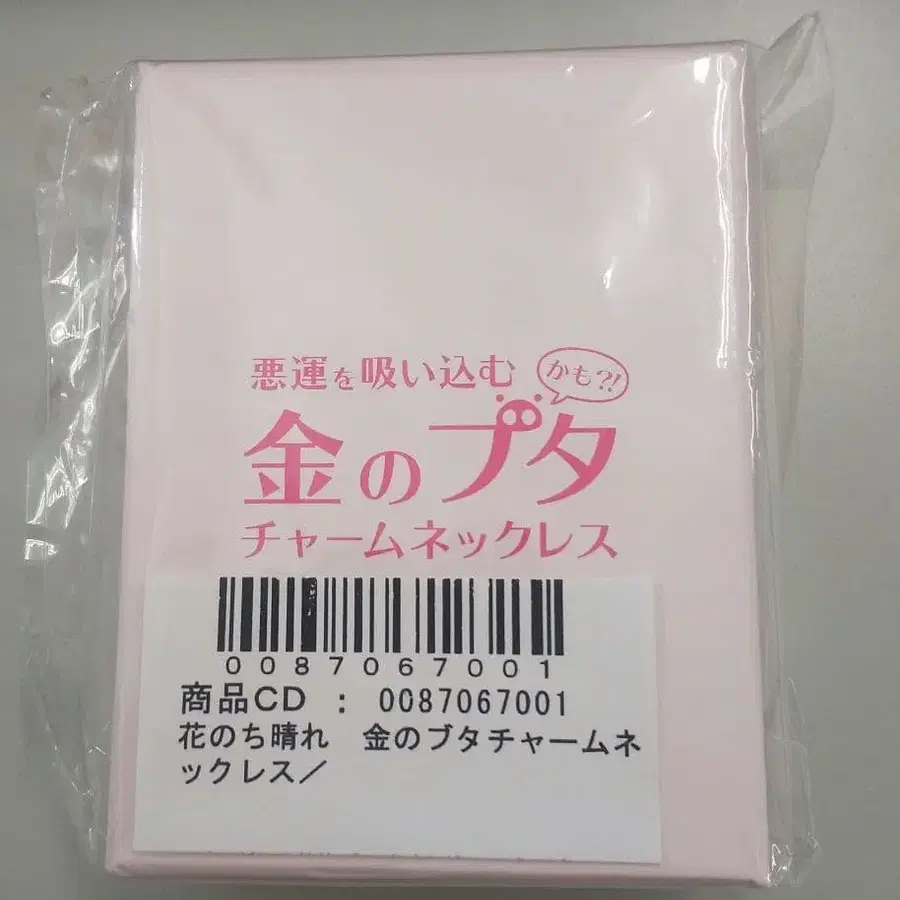 悪運を吸い込む
かも?!
金のブタ
チャームネックレス
0087067001
商品CD : 0087067001
花のち晴れ 金のブタチャームネ
ックレス/